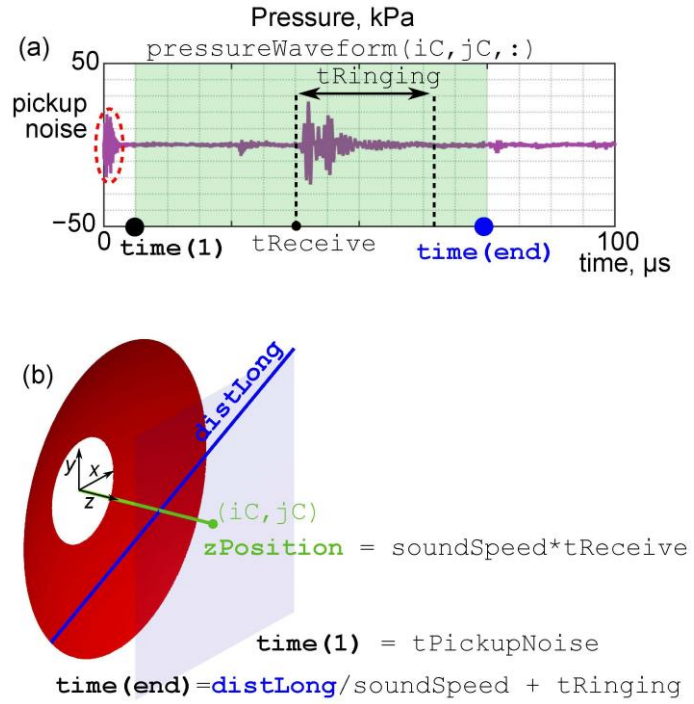 Pressure, kPa
(a)
pressureWaveform(iC,jC,:)
50
tRinging
pickup
noise
−50
0
time(1)
tReceive
time(end)
100
time, µs
(b)
distLong
y
x
z
(iC,jC)
zPosition = soundSpeed*tReceive
time(1) = tPickupNoise
time(end)=distLong/soundSpeed + tRinging